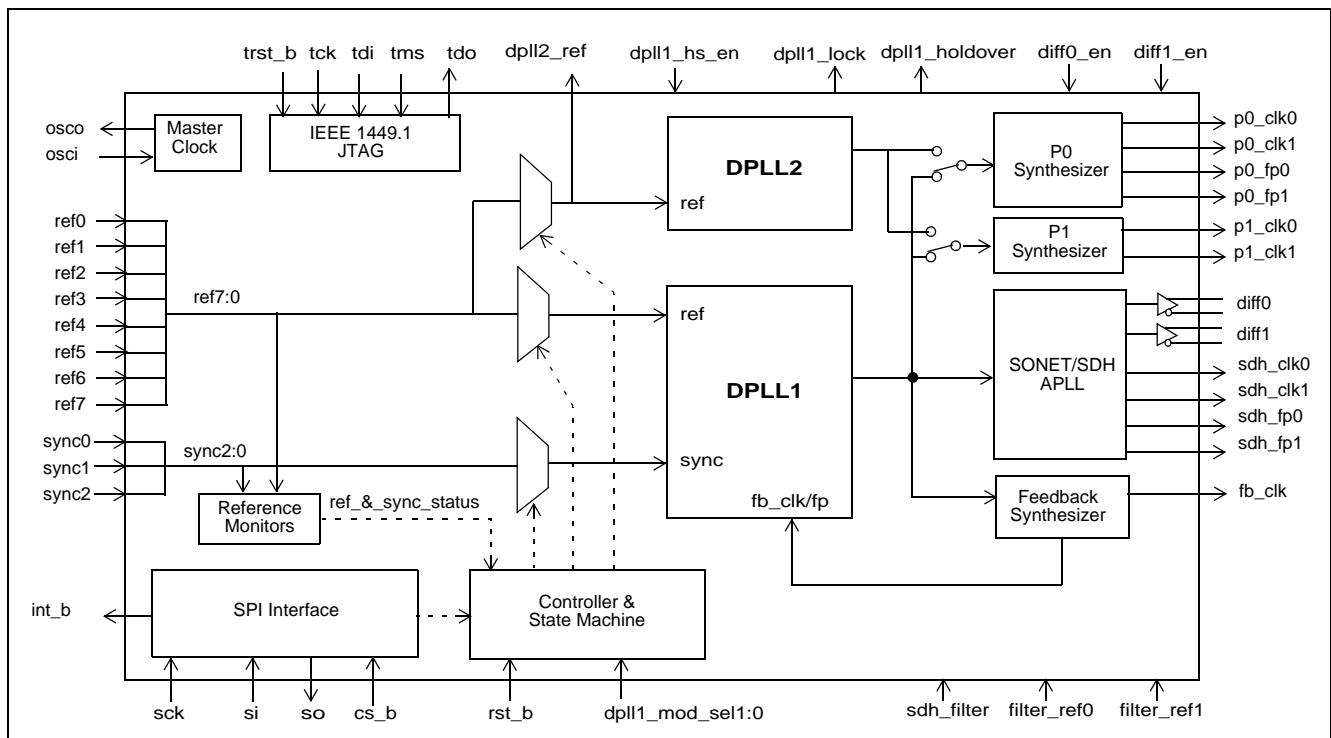 trst_b tck tdi tms tdo dpll2_ref dpll1_hs_en dpll1_lock dpll1_holdover diff0_en diff1_en
osco
osci
Master
Clock
IEEE 1449.1
JTAG
DPLL2
ref
P0
Synthesizer
p0_clk0
p0_clk1
p0_fp0
p0_fp1
P1
Synthesizer
p1_clk0
p1_clk1
ref0
ref1
ref2
ref3
ref4
ref5
ref6
ref7
ref7:0
ref
DPLL1
sync
fb_clk/fp
SONET/SDH
APLL
diff0
diff1
sdh_clk0
sdh_clk1
sdh_fp0
sdh_fp1
sync0
sync1
sync2
sync2:0
Reference
Monitors
ref_&_sync_status
Feedback
Synthesizer
fb_clk
int_b
SPI Interface
Controller &
State Machine
sck si so cs_b rst_b dpll1_mod_sel1:0 sdh_filter filter_ref0 filter_ref1